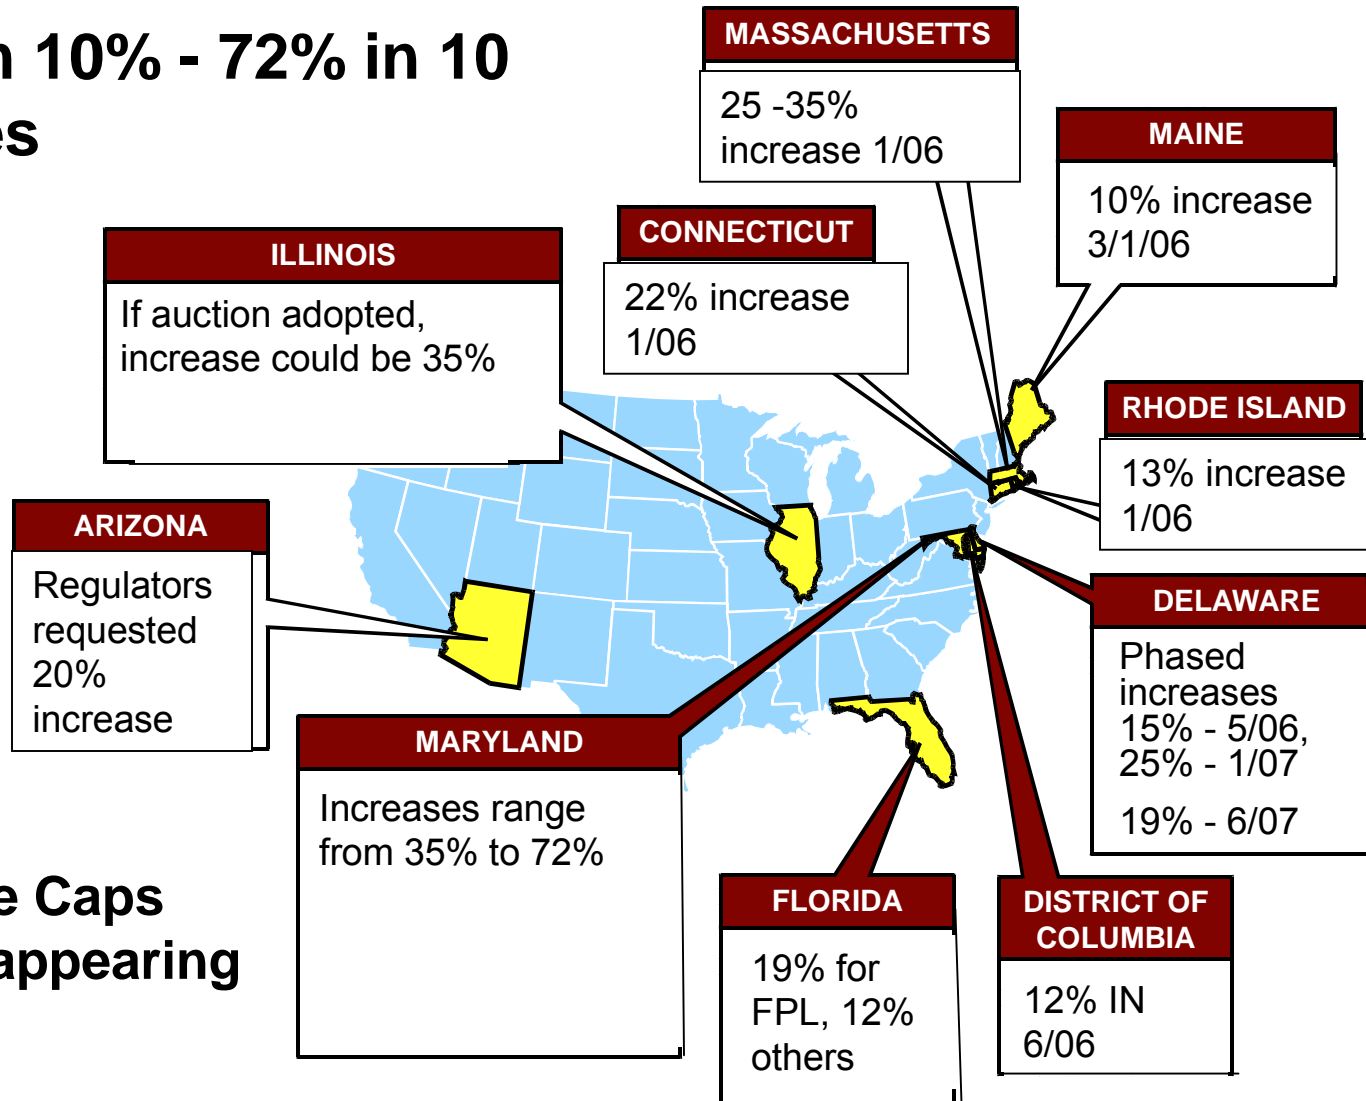 10% - 72% in 10
MASSACHUSETTS
25 -35%
increase 1/06
MAINE
10% increase
3/1/06
CONNECTICUT
22% increase
1/06
ILLINOIS
If auction adopted,
increase could be 35%
RHODE ISLAND
13% increase
1/06
ARIZONA
Regulators
requested
20%
increase
DELAWARE
Phased
increases
15% - 5/06,
25% - 1/07
19% - 6/07
MARYLAND
Increases range
from 35% to 72%
Caps
appearing
FLORIDA
19% for
FPL, 12%
others
DISTRICT OF
COLUMBIA
12% IN
6/06